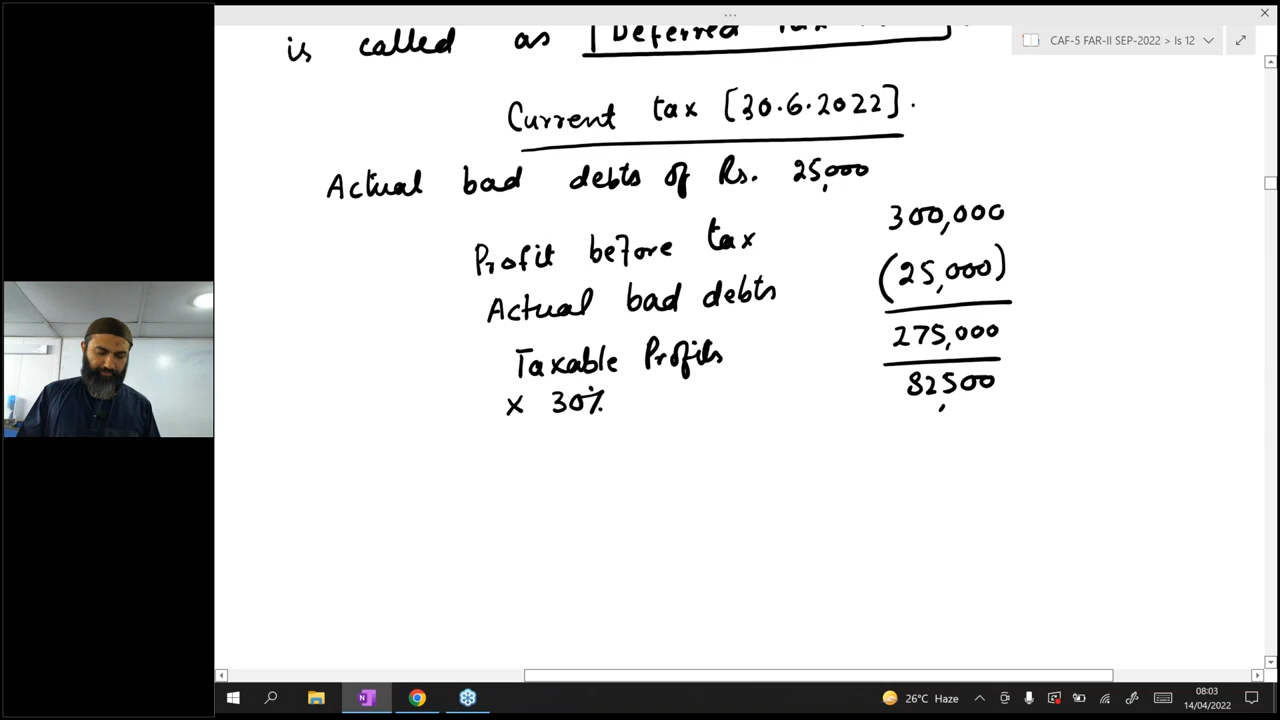 CAF-5 FAR-II SEP-2022 > Is 12
is called as Deferred Tax
Current tax [30.6.2022].
Actual bad debts of Rs. 25,000
Profit before tax 300,000
Actual bad debts (25,000)
Taxable Profits 275,000
x 30% 82,500
26°C Haze
08:03
14/04/2022